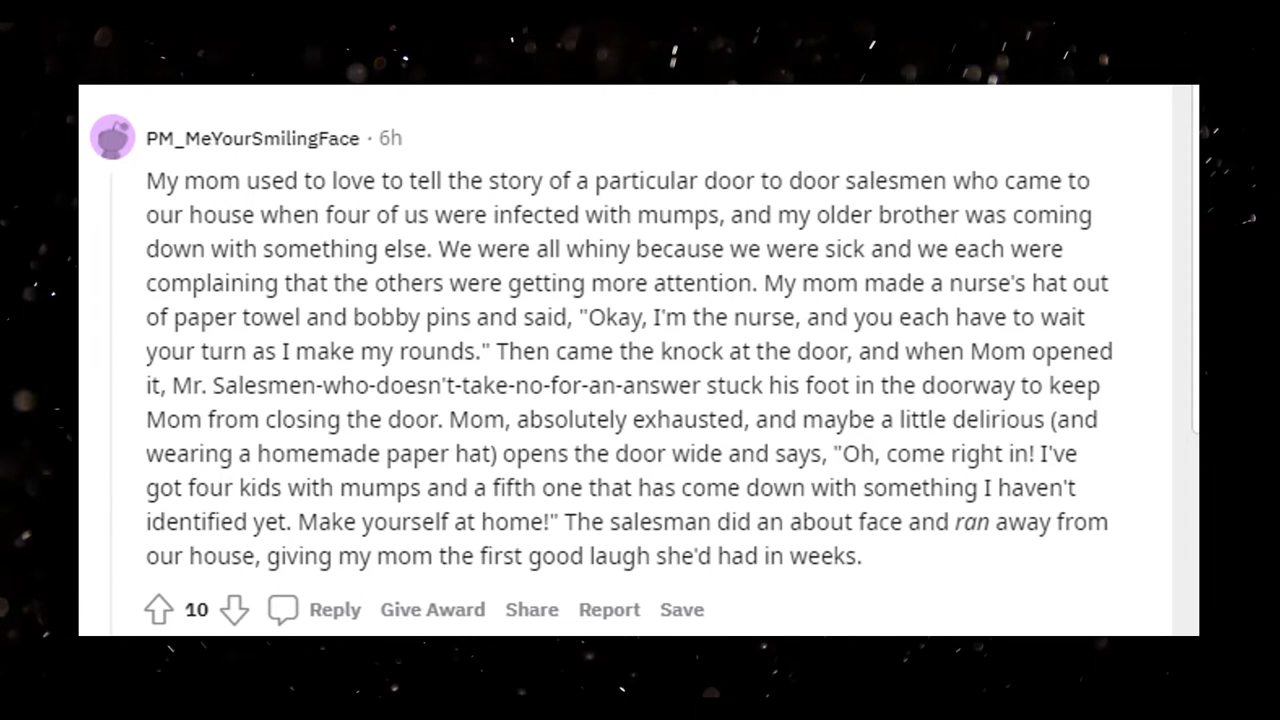 PM_MeYourSmilingFace · 6h
My mom used to love to tell the story of a particular door to door salesmen who came to
our house when four of us were infected with mumps, and my older brother was coming
down with something else. We were all whiny because we were sick and we each were
complaining that the others were getting more attention. My mom made a nurse's hat out
of paper towel and bobby pins and said, "Okay, I'm the nurse, and you each have to wait
your turn as I make my rounds." Then came the knock at the door, and when Mom opened
it, Mr. Salesmen-who-doesn't-take-no-for-an-answer stuck his foot in the doorway to keep
Mom from closing the door. Mom, absolutely exhausted, and maybe a little delirious (and
wearing a homemade paper hat) opens the door wide and says, "Oh, come right in! I've
got four kids with mumps and a fifth one that has come down with something I haven't
identified yet. Make yourself at home!" The salesman did an about face and ran away from
our house, giving my mom the first good laugh she'd had in weeks.
10 Reply Give Award Share Report Save